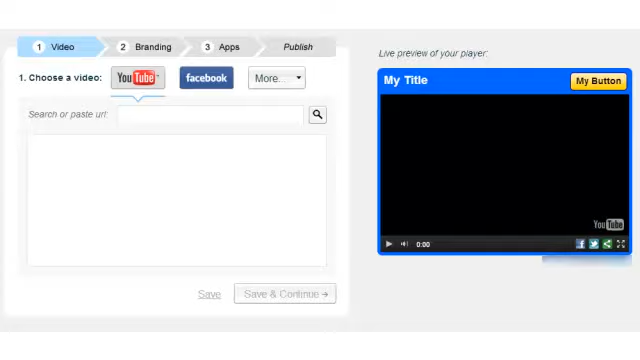 1 Video 2 Branding 3 Apps Publish
1. Choose a video: YouTube facebook More...
Search or paste url:
Save Save & Continue →
Live preview of your player:
My Title My Button
YouTube
0:00